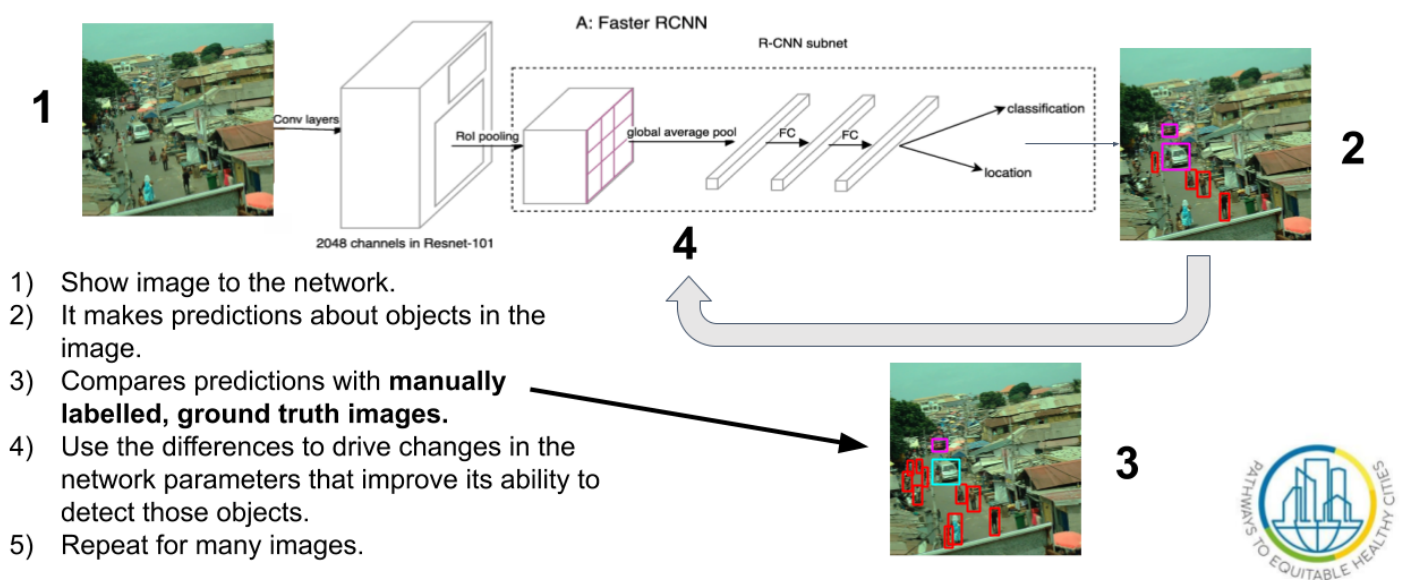 A: Faster RCNN
R-CNN subnet
1
Conv layers
RoI pooling
global average pool
FC
FC
classification
location
2
2048 channels in Resnet-101
4
1) Show image to the network.
2) It makes predictions about objects in the
image.
3) Compares predictions with manually
labelled, ground truth images.
4) Use the differences to drive changes in the
network parameters that improve its ability to
detect those objects.
5) Repeat for many images.
3
PATHWAYS TO EQUITABLE HEALTHY CITIES